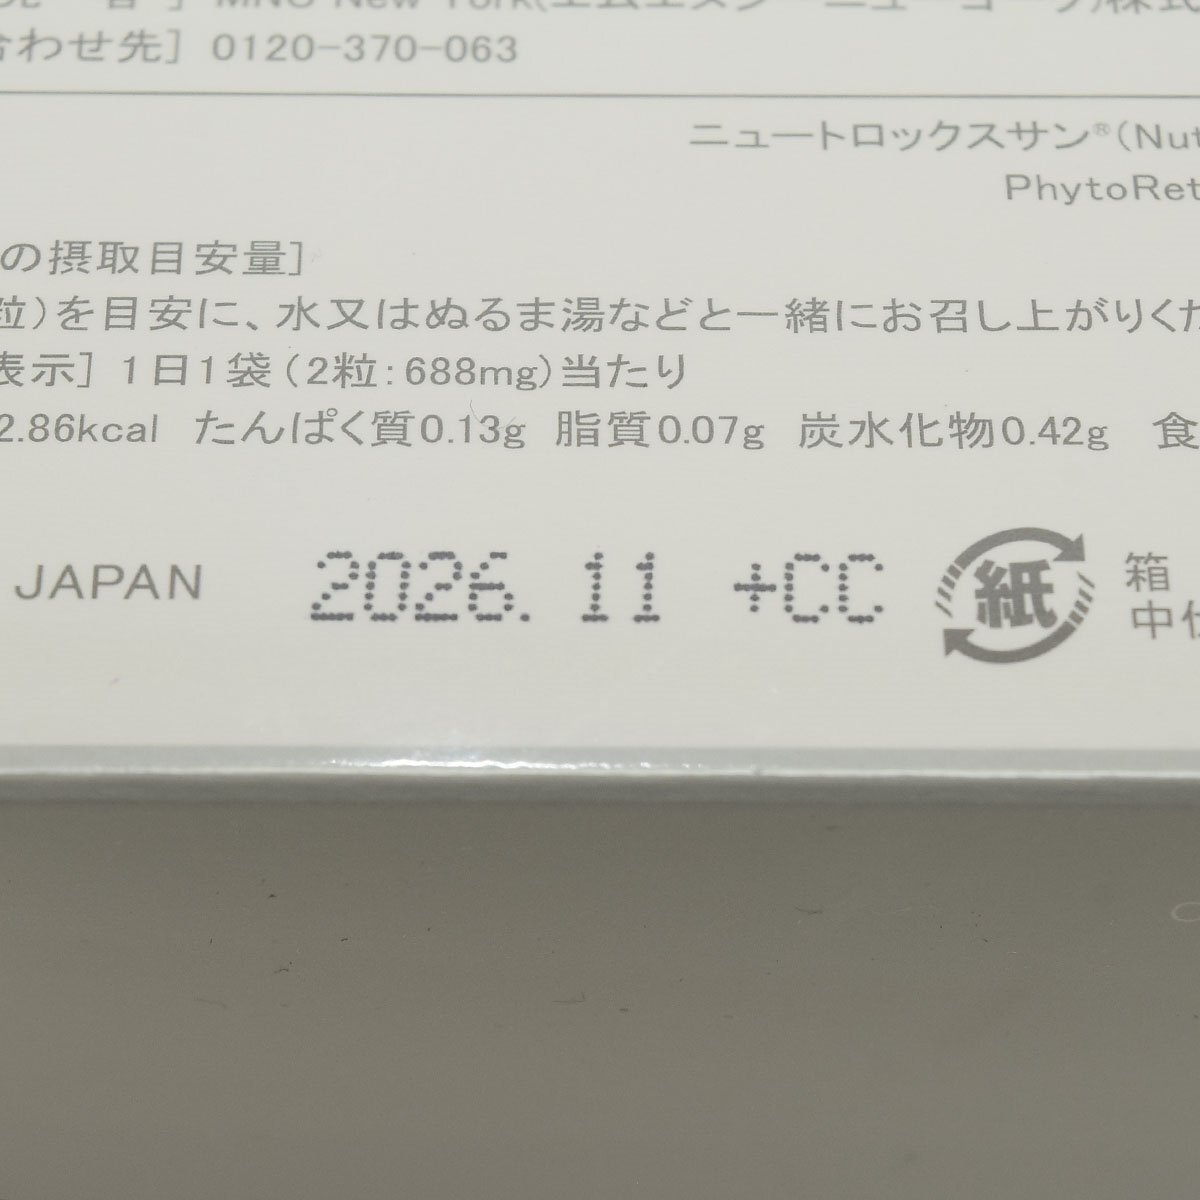 合わせ先] 0120-370-063
ニュートロックスサン®(Nut
PhytoRet
の摂取目安量]
粒)を目安に、水又はぬるま湯などと一緒にお召し上がりくだ
表示] 1日1袋(2粒:688mg)当たり
2.86kcal たんぱく質0.13g 脂質0.07g 炭水化物0.42g 食
JAPAN 2026.11 +CC 紙 箱
中仕